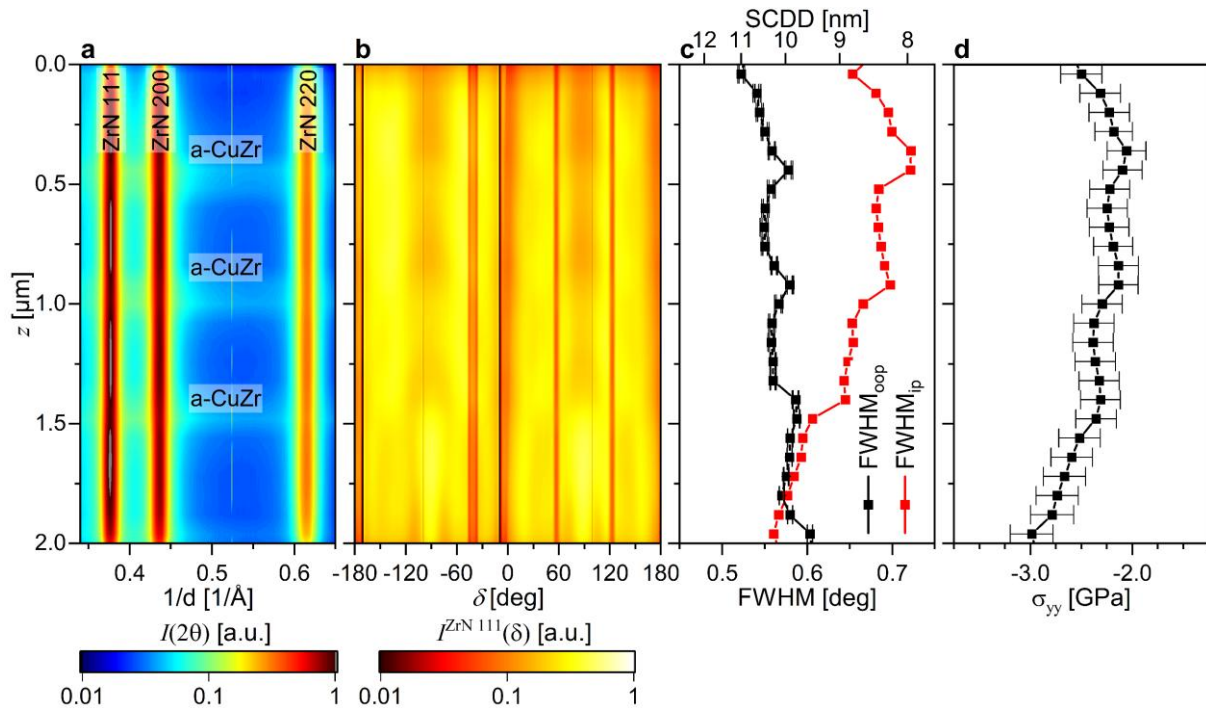 SCDD [nm]
a
b
c
12 11 10 9 8
d
0.0
0.5
1.0
1.5
2.0
z [μm]
ZrN 111
ZrN 200
ZrN 220
a-CuZr
a-CuZr
a-CuZr
FWHMoop
FWHMip
0.4 0.5 0.6
-180 -120 -60 0 60 120 180
0.5 0.6 0.7
-3.0 -2.0
1/d [1/Å]
δ [deg]
FWHM [deg]
σyy [GPa]
I(2θ) [a.u.]
I^ZrN 111(δ) [a.u.]
0.01 0.1 1
0.01 0.1 1